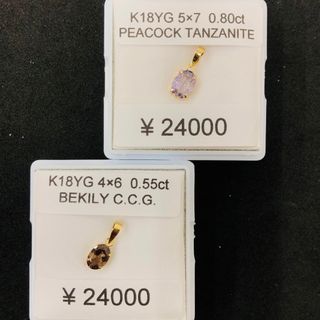 K18YG 5×7 0.80ct
PEACOCK TANZANITE
¥ 24000
K18YG 4×6 0.55ct
BEKILY C.C.G.
¥ 24000